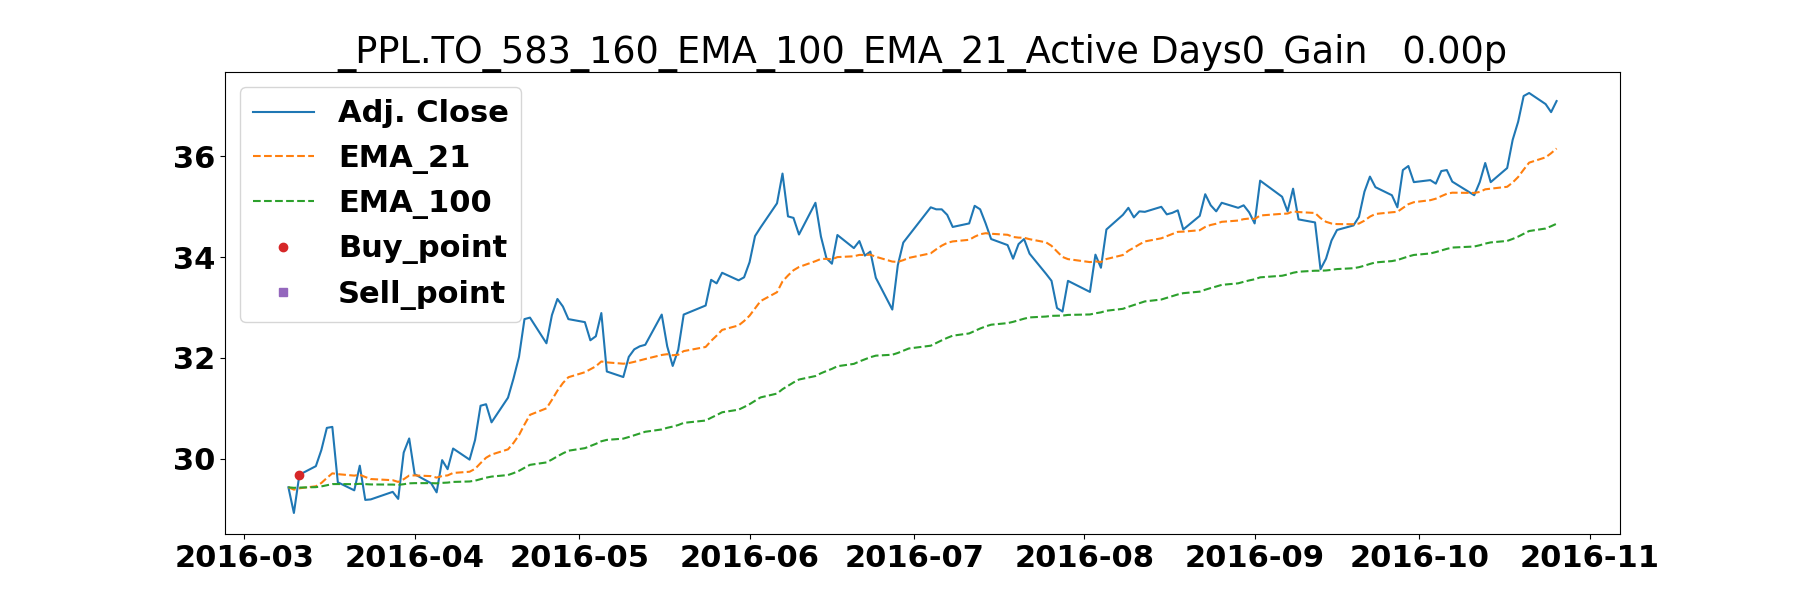 _PPL.TO_583_160_EMA_100_EMA_21_Active Days0_Gain   0.00p
Adj. Close
EMA_21
EMA_100
Buy_point
Sell_point
36
34
32
30
2016-03 2016-04 2016-05 2016-06 2016-07 2016-08 2016-09 2016-10 2016-11